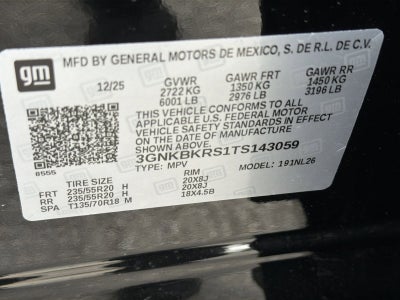 gm
MFD BY GENERAL MOTORS DE MEXICO, S. DE R.L. DE C.V.
12/25 GVWR GAWR FRT GAWR RR
2722 KG 1350 KG 1450 KG
6001 LB 2976 LB 3196 LB
THIS VEHICLE CONFORMS TO ALL
APPLICABLE U.S. FEDERAL MOTOR
VEHICLE SAFETY STANDARDS IN EFFECT
ON THE DATE OF MANUFACTURE SHOWN ABOVE.
3GNKBKRS1TS143059
8555 TYPE: MPV MODEL: 191NL26
TIRE SIZE RIM
FRT 235/55R20 H 20X8J
RR 235/55R20 H 20X8J
SPA T135/70R18 M 18X4.5B